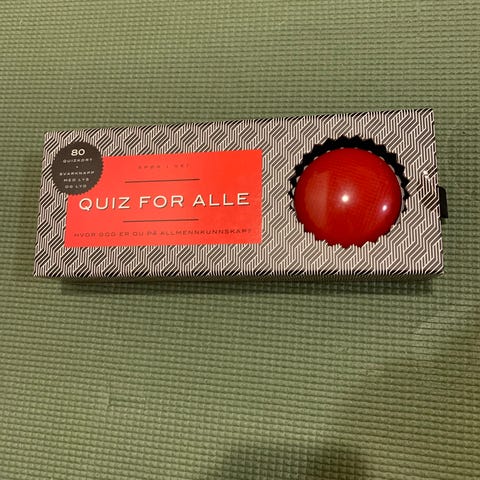 80
QUIZKORT
+
SVARKNAPP
MED LYS
OG LYD
QUIZ FOR ALLE
HVOR GOD ER DU PÅ ALLMENNKUNNSKAP?